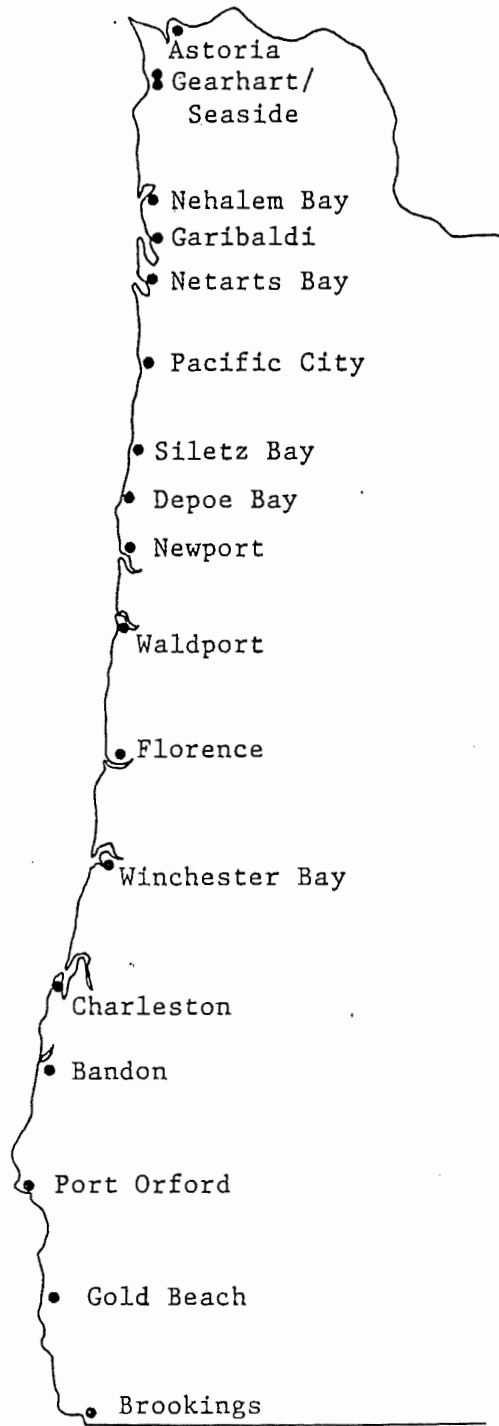 Astoria
Gearhart/
Seaside
Nehalem Bay
Garibaldi
Netarts Bay
Pacific City
Siletz Bay
Depoe Bay
Newport
Waldport
Florence
Winchester Bay
Charleston
Bandon
Port Orford
Gold Beach
Brookings